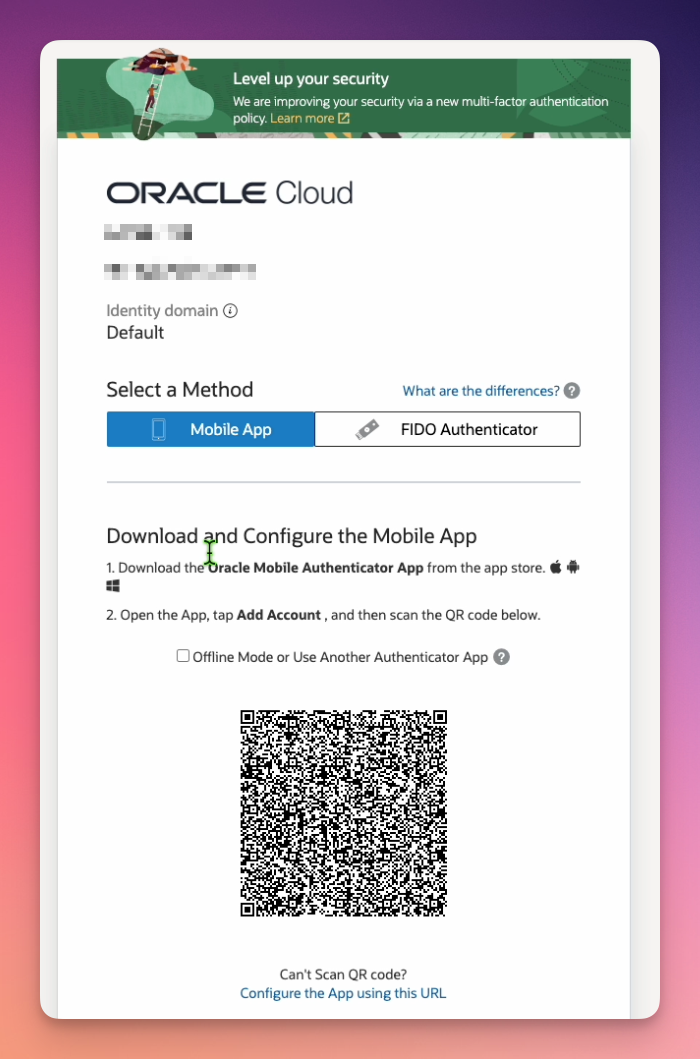 Level up your security
We are improving your security via a new multi-factor authentication
policy. Learn more
ORACLE Cloud
Identity domain
Default
Select a Method
What are the differences? ?
Mobile App
FIDO Authenticator
Download and Configure the Mobile App
1. Download the Oracle Mobile Authenticator App from the app store.
2. Open the App, tap Add Account , and then scan the QR code below.
Offline Mode or Use Another Authenticator App ?
Can't Scan QR code?
Configure the App using this URL